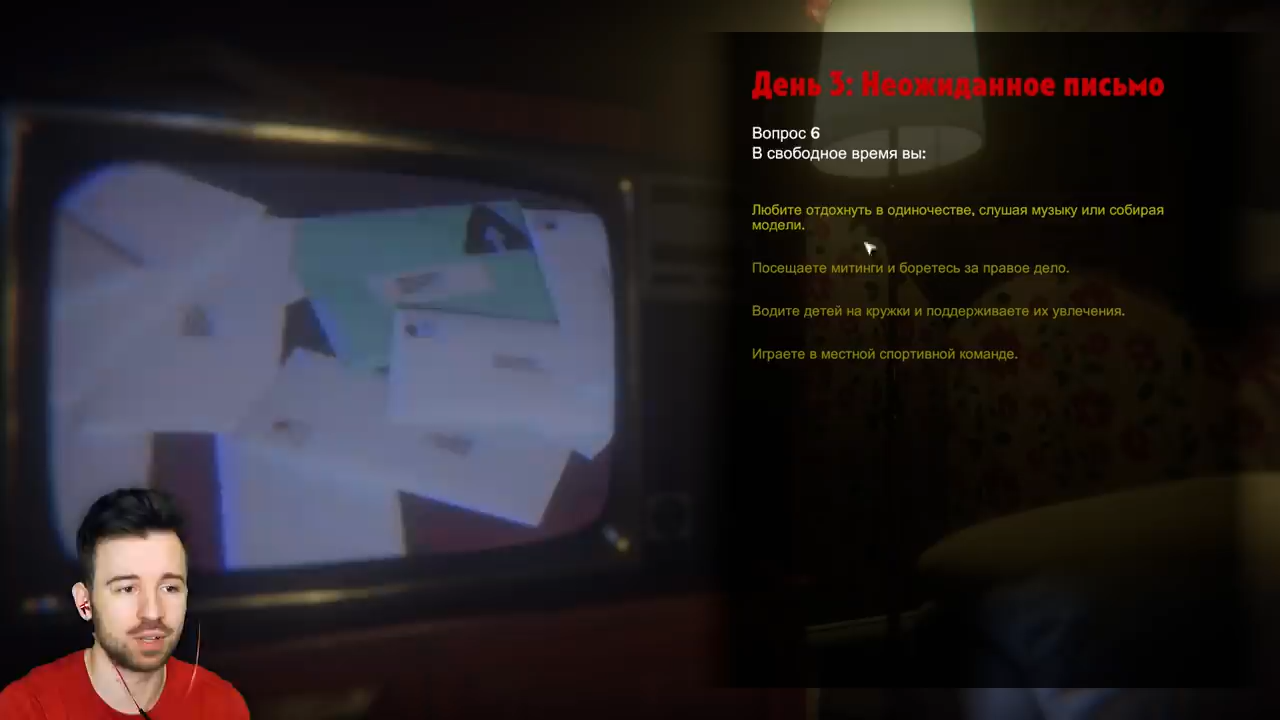 День 3: Неожиданное письмо
Вопрос 6
В свободное время вы:
Любите отдохнуть в одиночестве, слушая музыку или собирая
модели.
Посещаете митинги и боретесь за правое дело.
Водите детей на кружки и поддерживаете их увлечения.
Играете в местной спортивной команде.